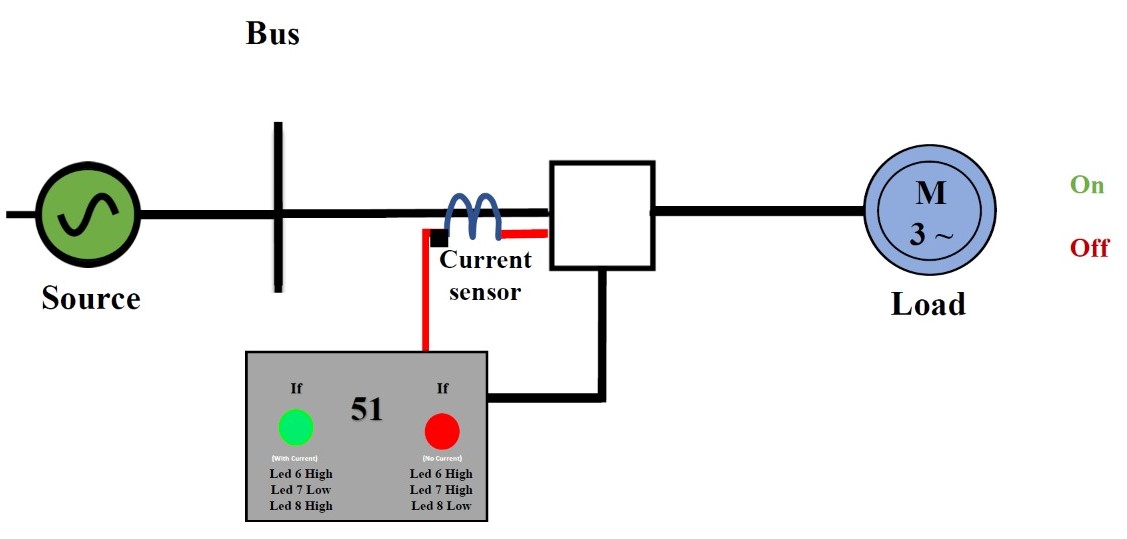 Bus
On
M
3 ~
Off
Current
sensor
Source
Load
If
If
51
(With Current)
(No Current)
Led 6 High
Led 7 Low
Led 8 High
Led 6 High
Led 7 High
Led 8 Low